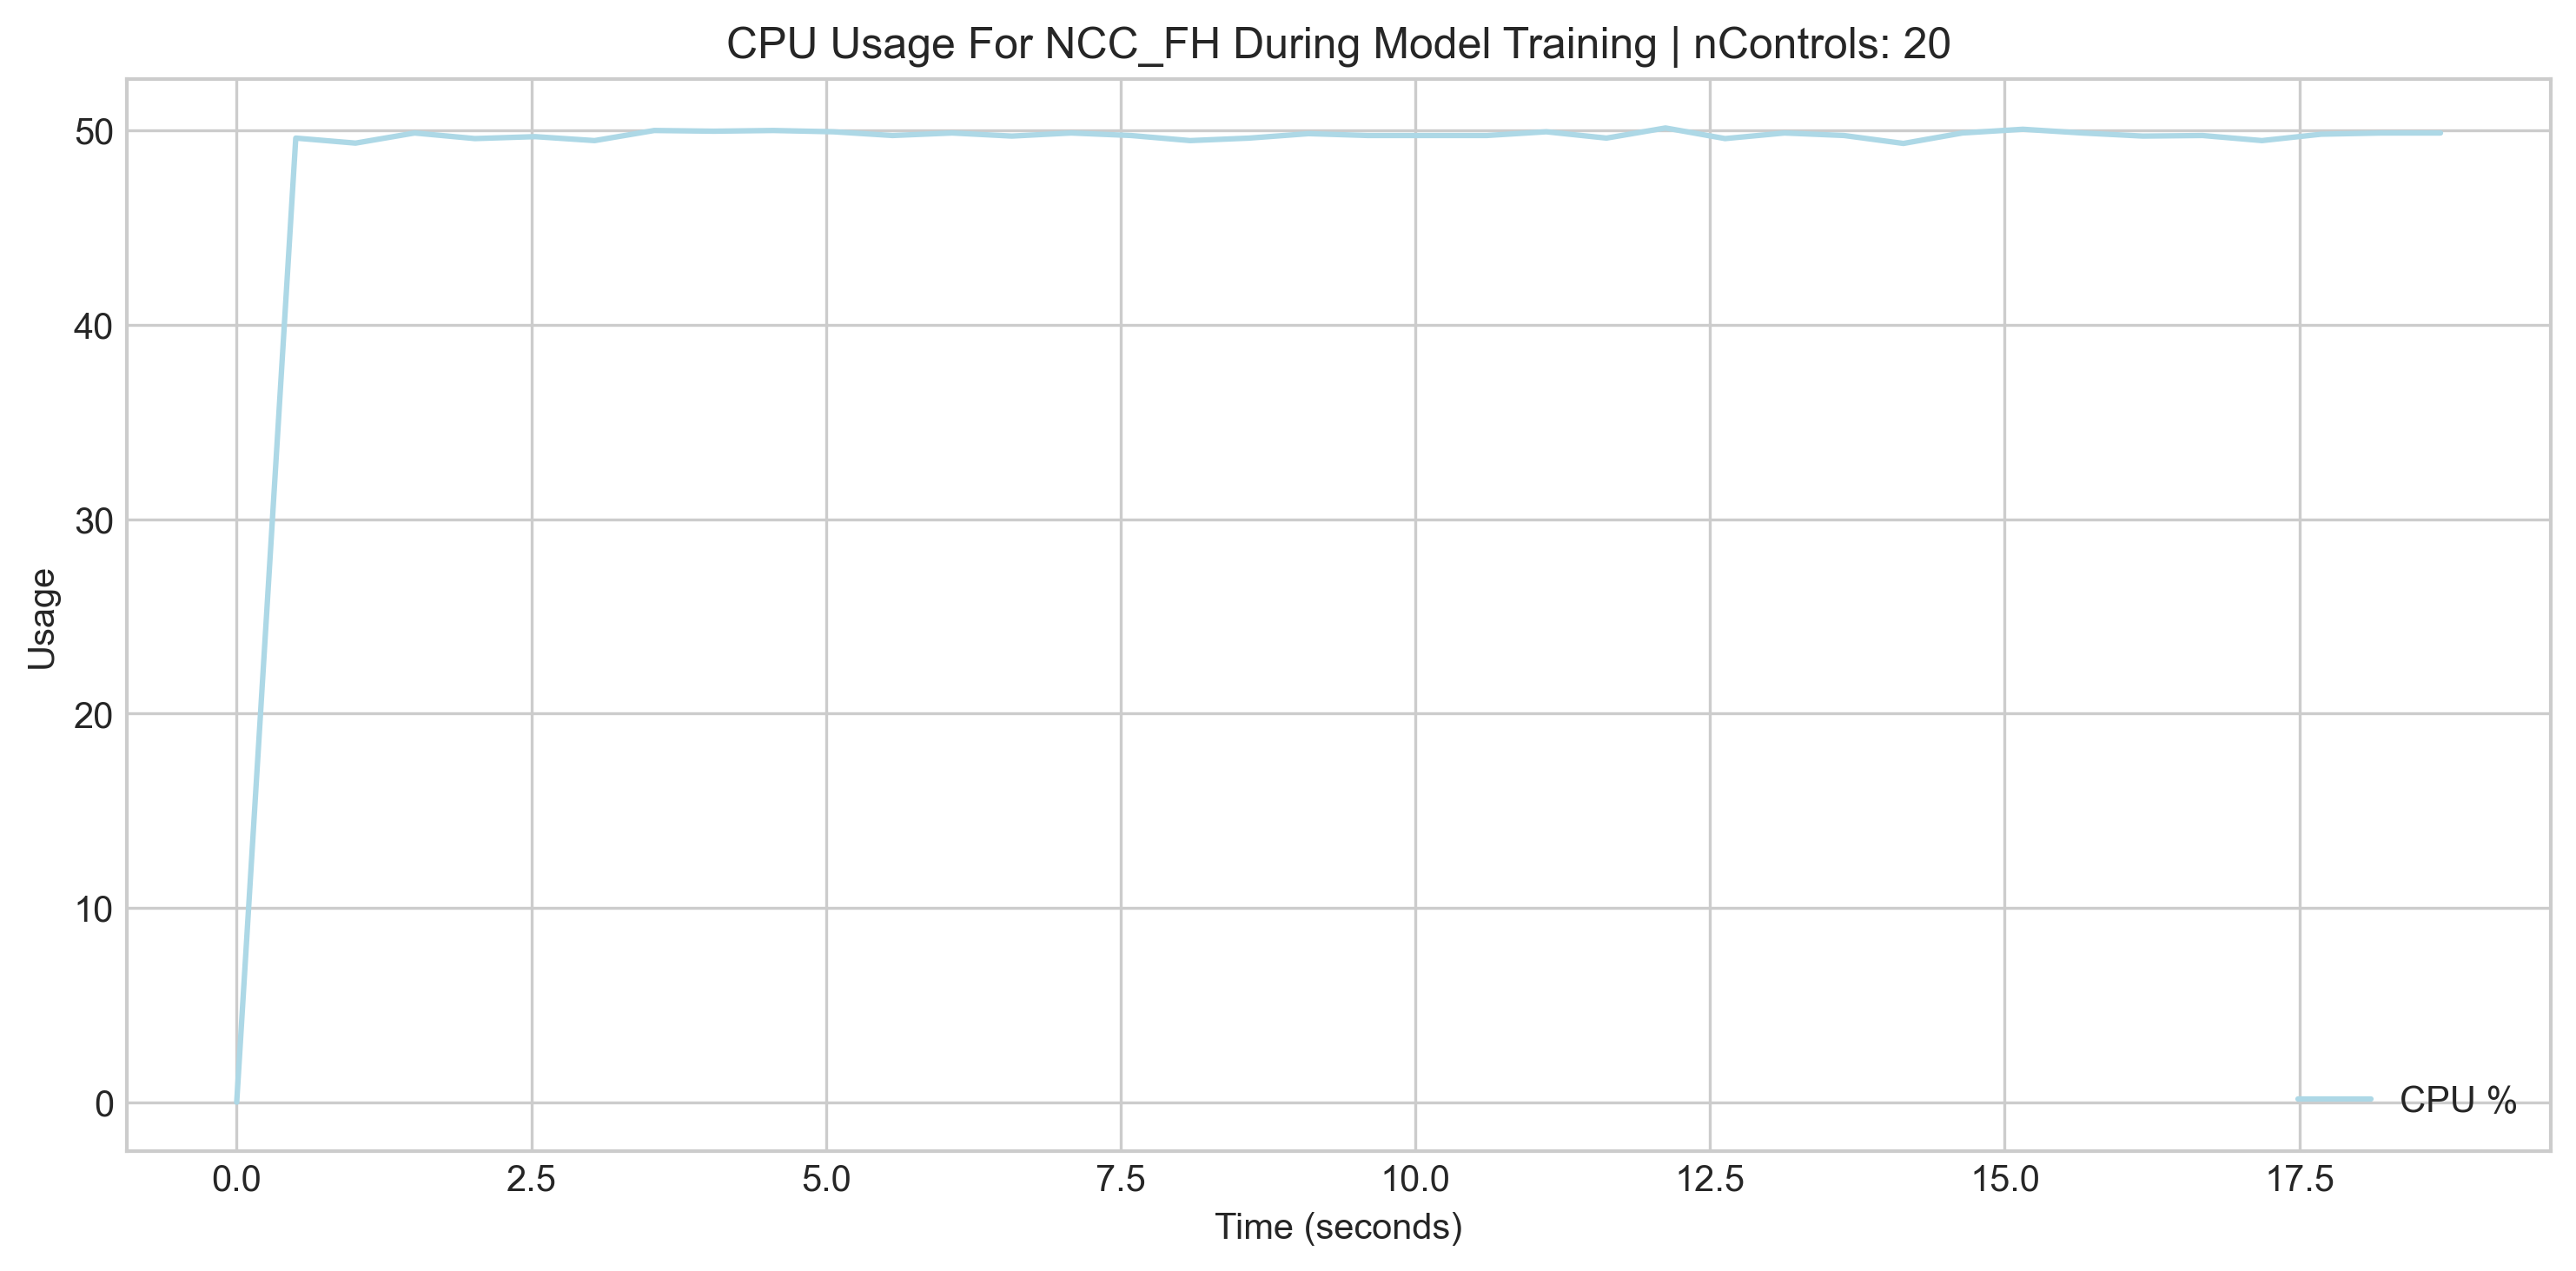 CPU Usage For NCC_FH During Model Training | nControls: 20
50
40
30
20
10
0
Usage
CPU %
0.0 2.5 5.0 7.5 10.0 12.5 15.0 17.5
Time (seconds)